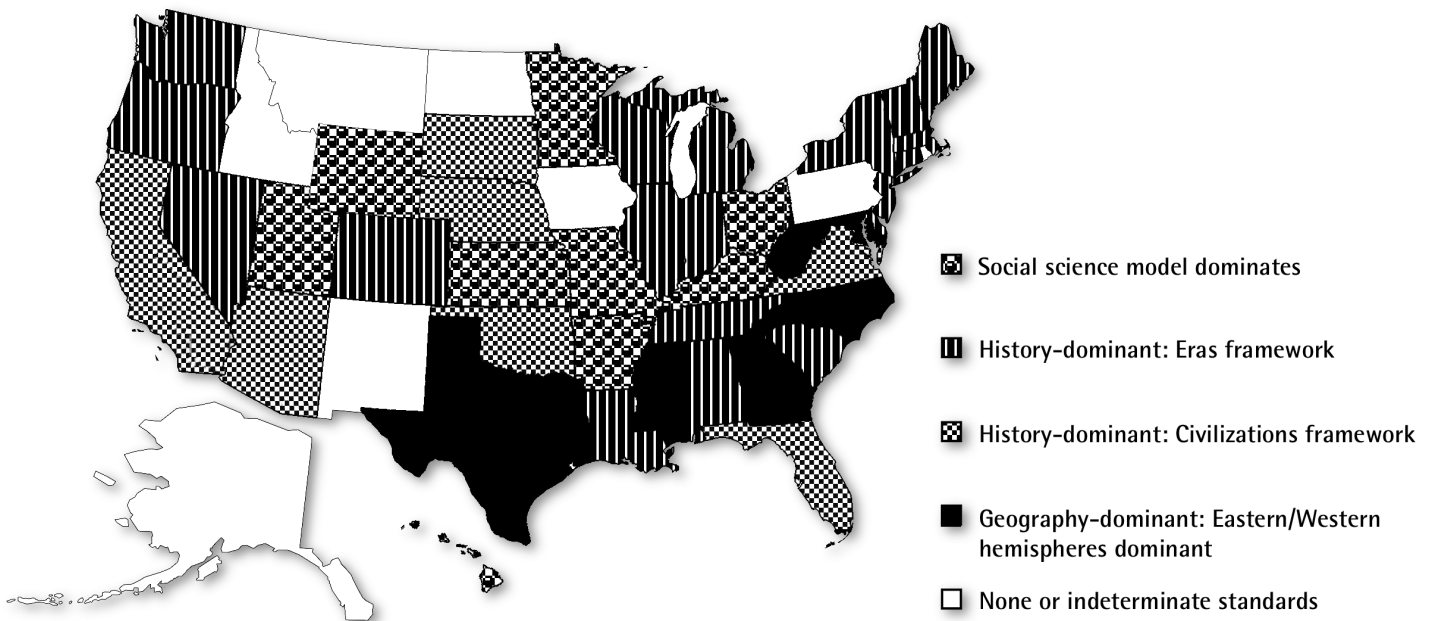 Social science model dominates
History-dominant: Eras framework
History-dominant: Civilizations framework
Geography-dominant: Eastern/Western
hemispheres dominant
None or indeterminate standards